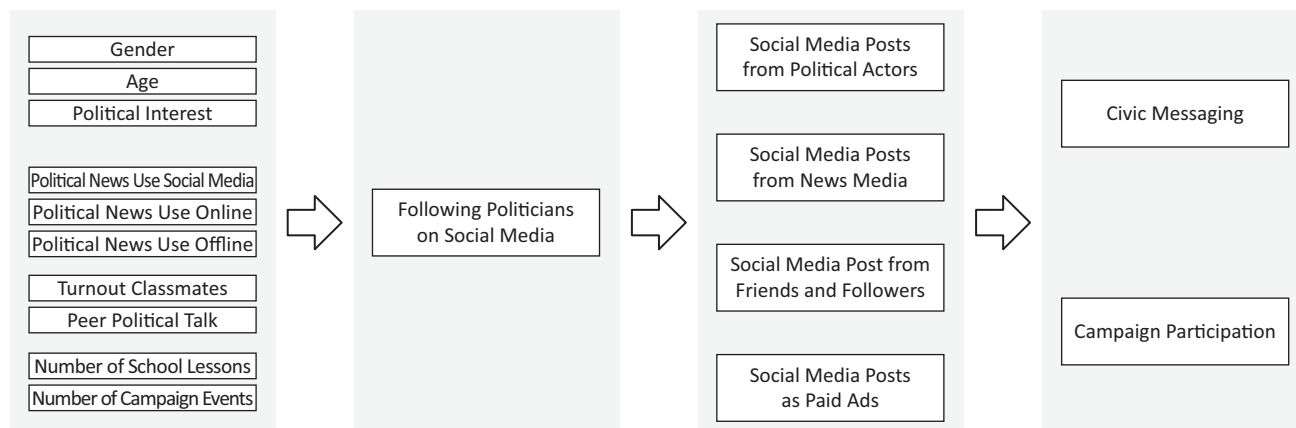 Gender
Age
Political Interest
Political News Use Social Media
Political News Use Online
Political News Use Offline
Turnout Classmates
Peer Political Talk
Number of School Lessons
Number of Campaign Events
Following Politicians
on Social Media
Social Media Posts
from Political Actors
Social Media Posts
from News Media
Social Media Post from
Friends and Followers
Social Media Posts
as Paid Ads
Civic Messaging
Campaign Participation